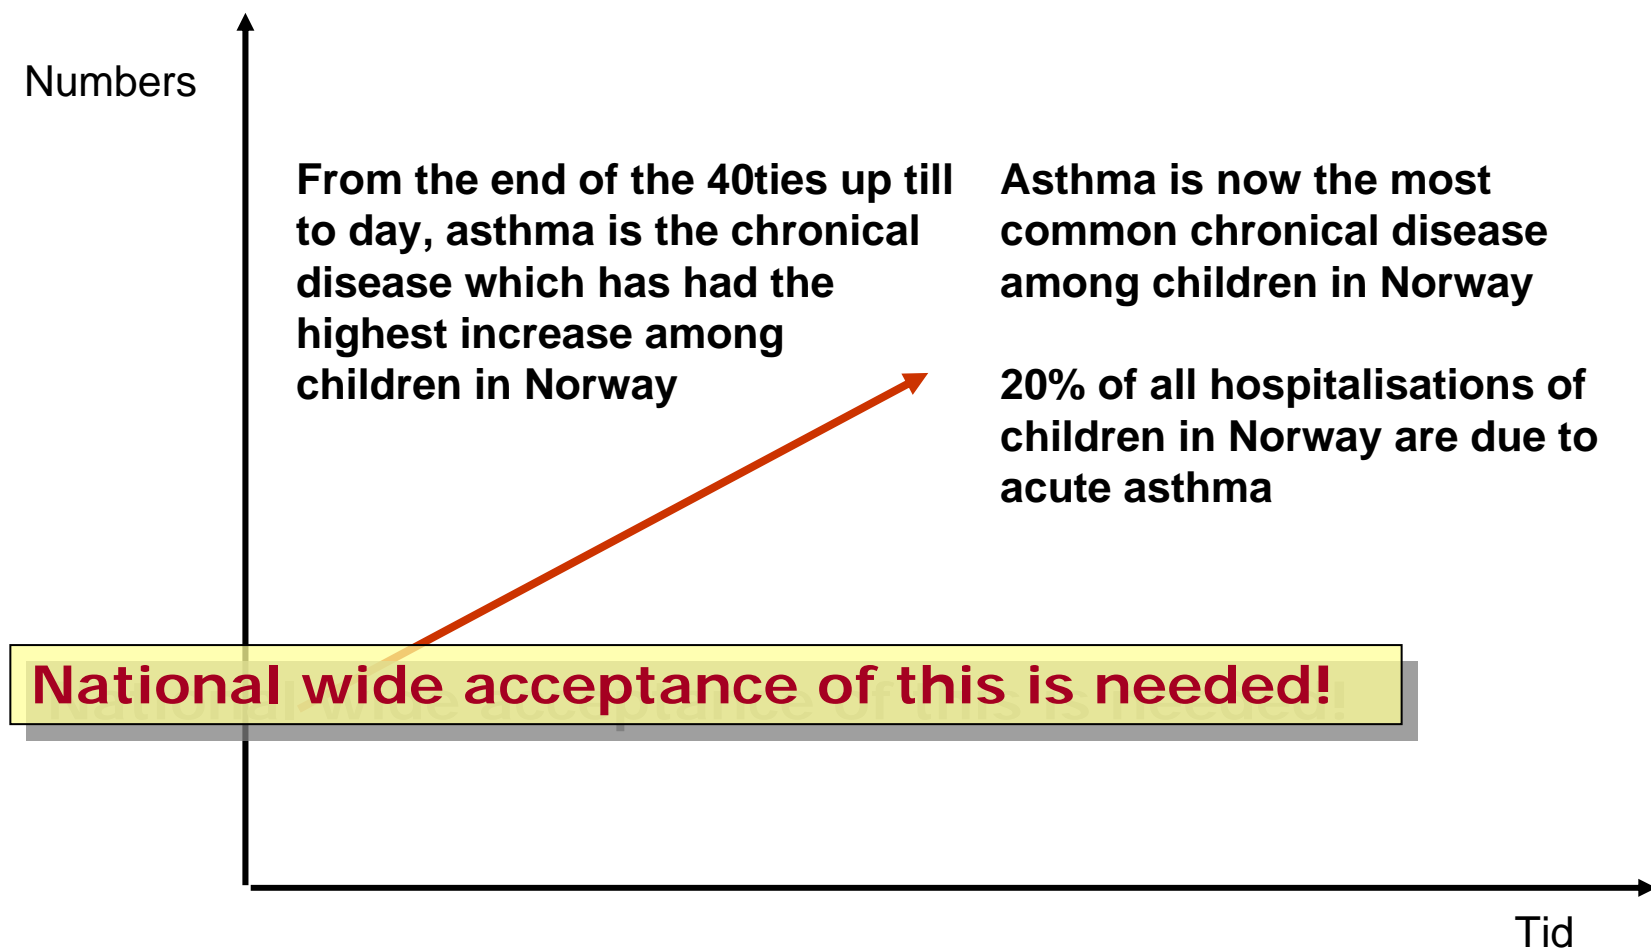 Numbers
From the end of the 40ties up till
to day, asthma is the chronical
disease which has had the
highest increase among
children in Norway
Asthma is now the most
common chronical disease
among children in Norway
20% of all hospitalisations of
children in Norway are due to
acute asthma
National wide acceptance of this is needed!
Tid